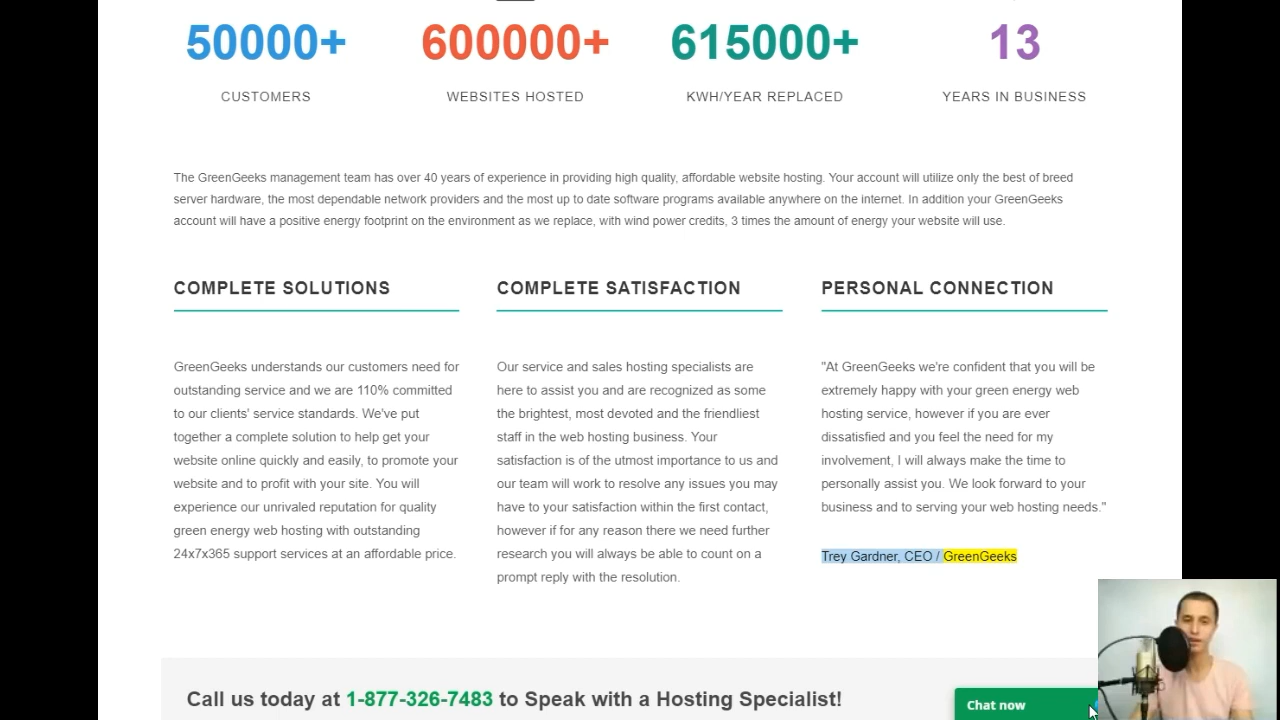 50000+ 600000+ 615000+ 13
CUSTOMERS WEBSITES HOSTED KWH/YEAR REPLACED YEARS IN BUSINESS
The GreenGeeks management team has over 40 years of experience in providing high quality, affordable website hosting. Your account will utilize only the best of breed
server hardware, the most dependable network providers and the most up to date software programs available anywhere on the internet. In addition your GreenGeeks
account will have a positive energy footprint on the environment as we replace, with wind power credits, 3 times the amount of energy your website will use.
COMPLETE SOLUTIONS
GreenGeeks understands our customers need for
outstanding service and we are 110% committed
to our clients' service standards. We've put
together a complete solution to help get your
website online quickly and easily, to promote your
website and to profit with your site. You will
experience our unrivaled reputation for quality
green energy web hosting with outstanding
24x7x365 support services at an affordable price.
COMPLETE SATISFACTION
Our service and sales hosting specialists are
here to assist you and are recognized as some
the brightest, most devoted and the friendliest
staff in the web hosting business. Your
satisfaction is of the utmost importance to us and
our team will work to resolve any issues you may
have to your satisfaction within the first contact,
however if for any reason there we need further
research you will always be able to count on a
prompt reply with the resolution.
PERSONAL CONNECTION
"At GreenGeeks we're confident that you will be
extremely happy with your green energy web
hosting service, however if you are ever
dissatisfied and you feel the need for my
involvement, I will always make the time to
personally assist you. We look forward to your
business and to serving your web hosting needs."
Trey Gardner, CEO / GreenGeeks
Call us today at 1-877-326-7483 to Speak with a Hosting Specialist!
Chat now